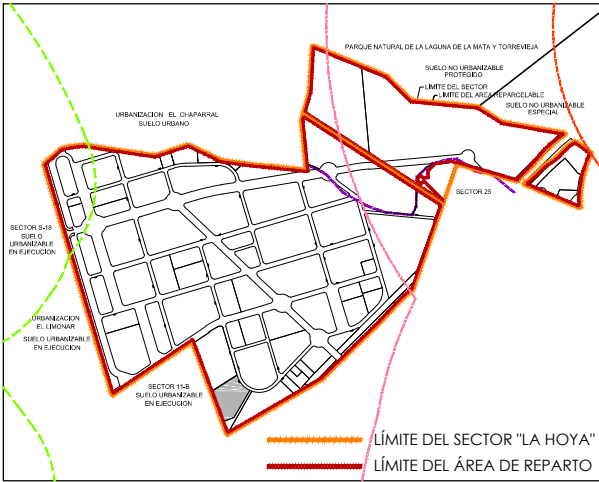 PARQUE NATURAL DE LA LAGUNA DE LA MATA Y TORREVIEJA
SUELO NO URBANIZABLE
PROTEGIDO
LIMITE DEL SECTOR
LIMITE DEL AREA REPARCELABLE
SUELO NO URBANIZABLE
ESPECIAL
URBANIZACION EL CHAPARRAL
SUELO URBANO
SECTOR 25
SECTOR S-18
SUELO
URBANIZABLE
EN EJECUCION
URBANIZACION
EL LIMONAR
SUELO URBANIZABLE
EN EJECUCION
SECTOR 11-B
SUELO URBANIZABLE
EN EJECUCION
LÍMITE DEL SECTOR "LA HOYA"
LÍMITE DEL ÁREA DE REPARTO